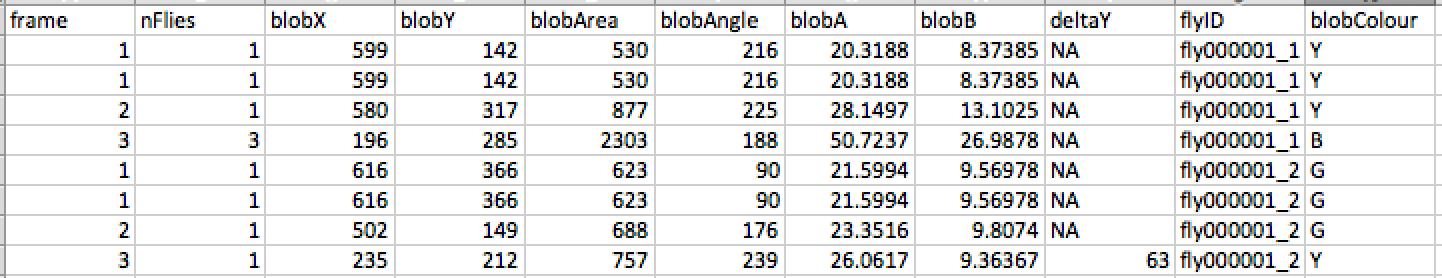 frame nFlies blobX blobY blobArea blobAngle blobA blobB deltaY flyID blobColour
1 1 599 142 530 216 20.3188 8.37385 NA fly000001_1 Y
1 1 599 142 530 216 20.3188 8.37385 NA fly000001_1 Y
2 1 580 317 877 225 28.1497 13.1025 NA fly000001_1 Y
3 3 196 285 2303 188 50.7237 26.9878 NA fly000001_1 B
1 1 616 366 623 90 21.5994 9.56978 NA fly000001_2 G
1 1 616 366 623 90 21.5994 9.56978 NA fly000001_2 G
2 1 502 149 688 176 23.3516 9.8074 NA fly000001_2 G
3 1 235 212 757 239 26.0617 9.36367 63 fly000001_2 Y